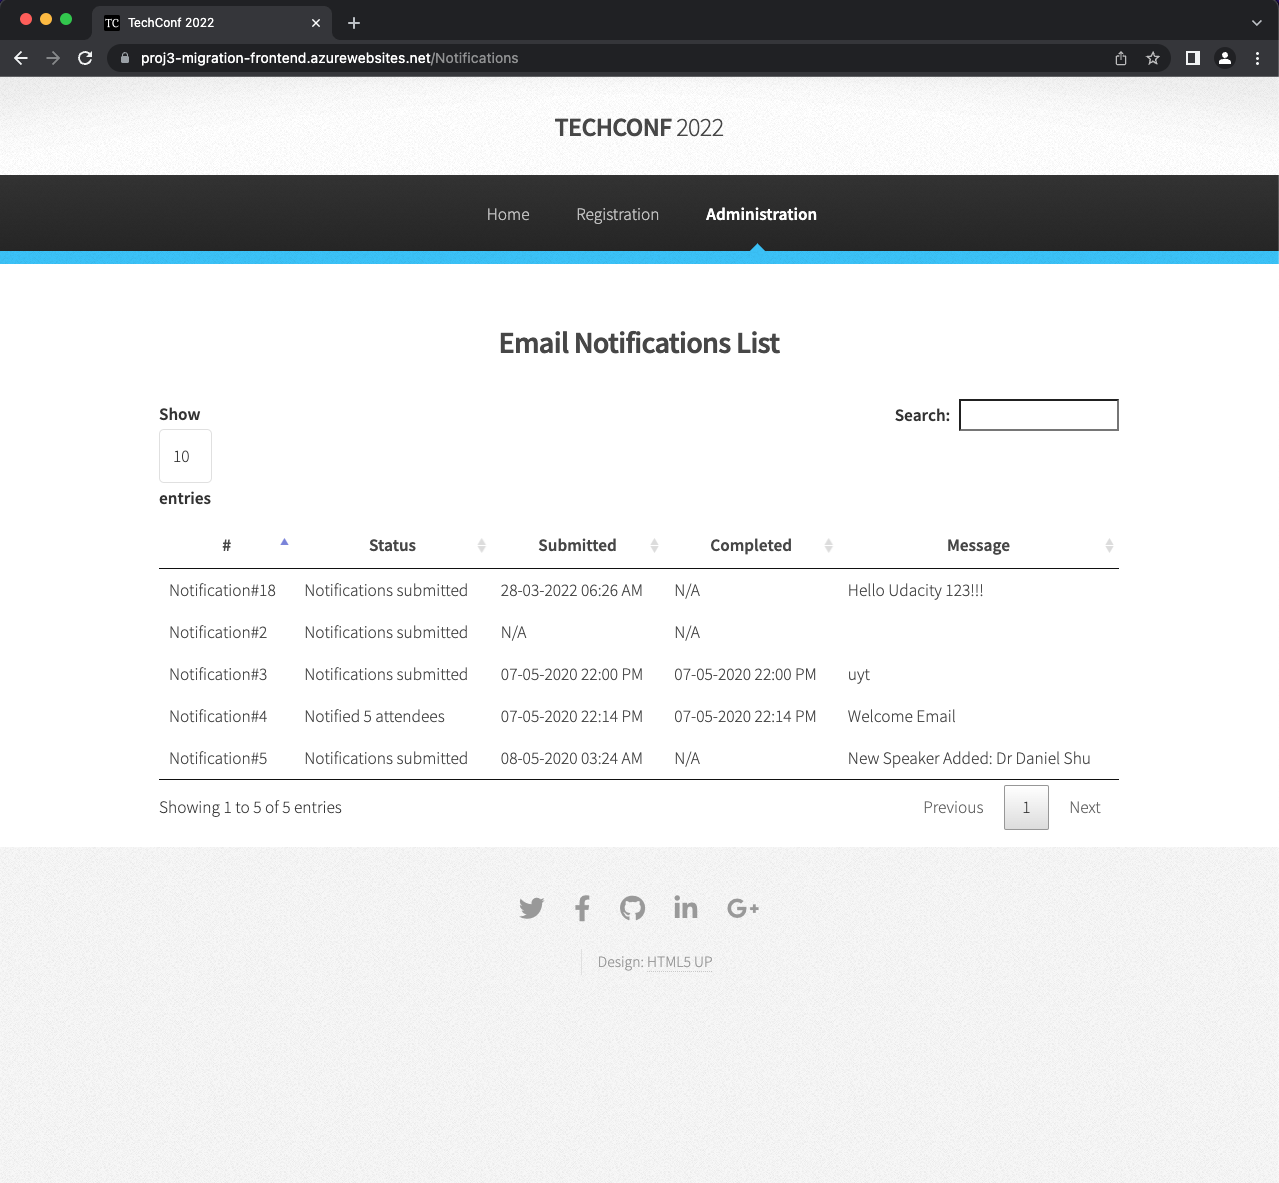 TC TechConf 2022
proj3-migration-frontend.azurewebsites.net/Notifications
TECHCONF 2022
Home Registration Administration
Email Notifications List
Show
10
entries
Search:
# Status Submitted Completed Message
Notification#18 Notifications submitted 28-03-2022 06:26 AM N/A Hello Udacity 123!!!
Notification#2 Notifications submitted N/A N/A
Notification#3 Notifications submitted 07-05-2020 22:00 PM 07-05-2020 22:00 PM uyt
Notification#4 Notified 5 attendees 07-05-2020 22:14 PM 07-05-2020 22:14 PM Welcome Email
Notification#5 Notifications submitted 08-05-2020 03:24 AM N/A New Speaker Added: Dr Daniel Shu
Showing 1 to 5 of 5 entries
Previous 1 Next
Design: HTML5 UP